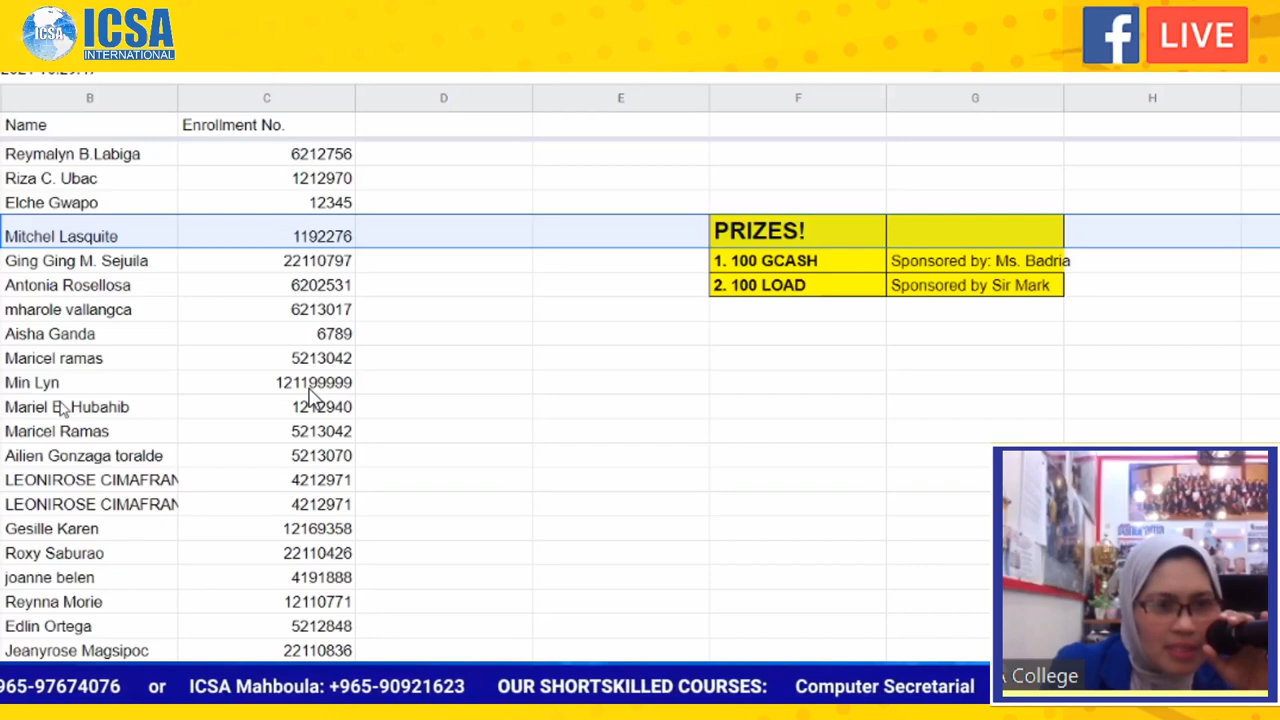 ICSA
ICSA
INTERNATIONAL
f LIVE
B C D E F G H
Name Enrollment No.
Reymalyn B.Labiga 6212756
Riza C. Ubac 1212970
Elche Gwapo 12345
Mitchel Lasquite 1192276 PRIZES!
Ging Ging M. Sejuila 22110797 1. 100 GCASH Sponsored by: Ms. Badria
Antonia Rosellosa 6202531 2. 100 LOAD Sponsored by Sir Mark
mharole vallangca 6213017
Aisha Ganda 6789
Maricel ramas 5213042
Min Lyn 121199999
Mariel Hubahib 1212940
Maricel Ramas 5213042
Ailien Gonzaga toralde 5213070
LEONIROSE CIMAFRAN 4212971
LEONIROSE CIMAFRAN 4212971
Gesille Karen 12169358
Roxy Saburao 22110426
joanne belen 4191888
Reynna Morie 12110771
Edlin Ortega 5212848
Jeanyrose Magsipoc 22110836
panorama
College
965-97674076 or ICSA Mahboula: +965-90921623 OUR SHORTSKILLED COURSES: Computer Secretarial